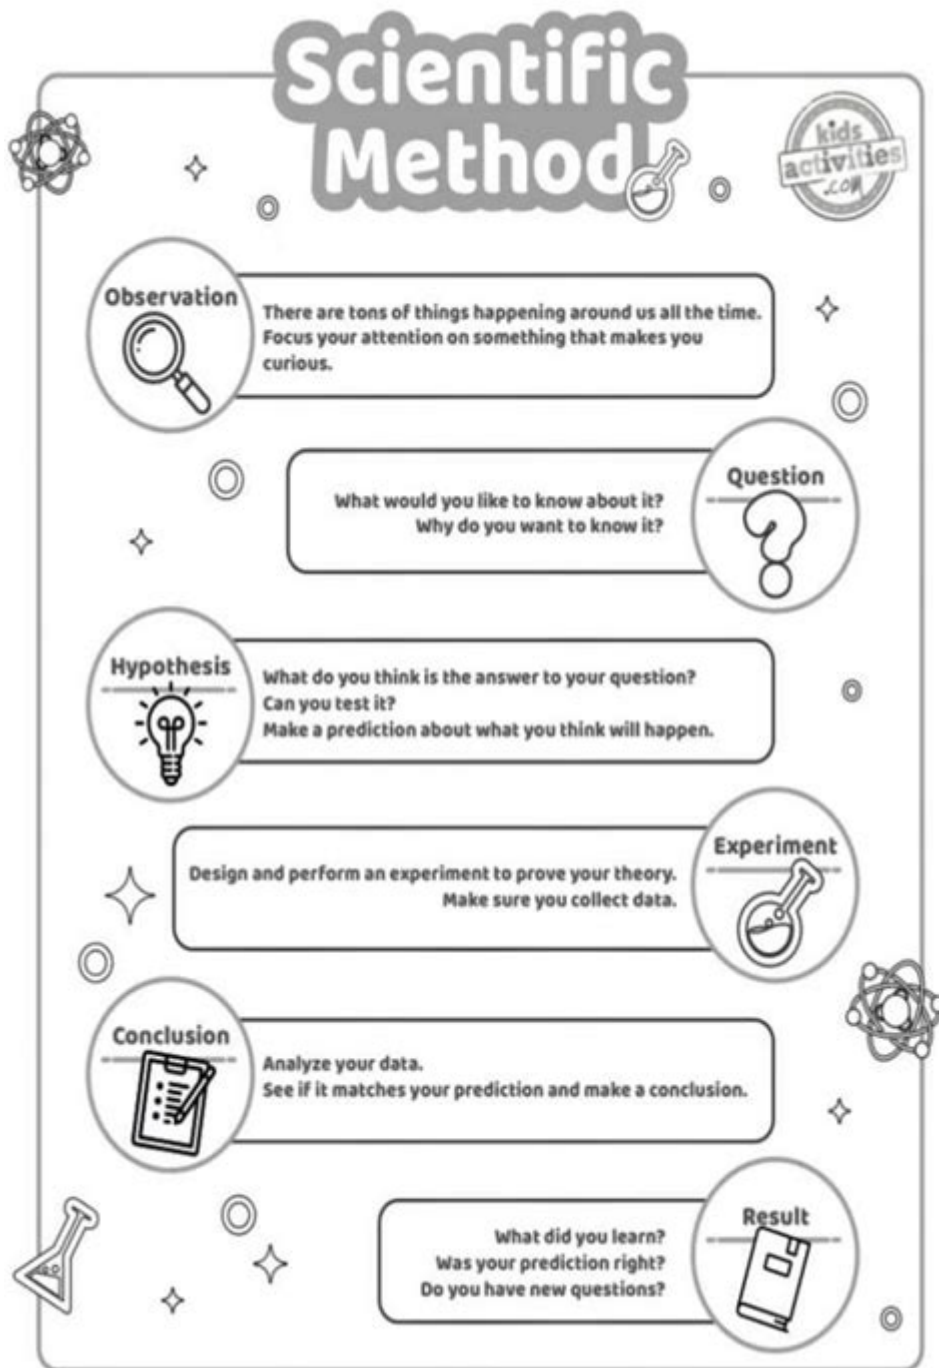 Scientific
Method
kids
activities
.com
Observation
There are tons of things happening around us all the time.
Focus your attention on something that makes you
curious.
Question
What would you like to know about it?
Why do you want to know it?
Hypothesis
What do you think is the answer to your question?
Can you test it?
Make a prediction about what you think will happen.
Experiment
Design and perform an experiment to prove your theory.
Make sure you collect data.
Conclusion
Analyze your data.
See if it matches your prediction and make a conclusion.
Result
What did you learn?
Was your prediction right?
Do you have new questions?